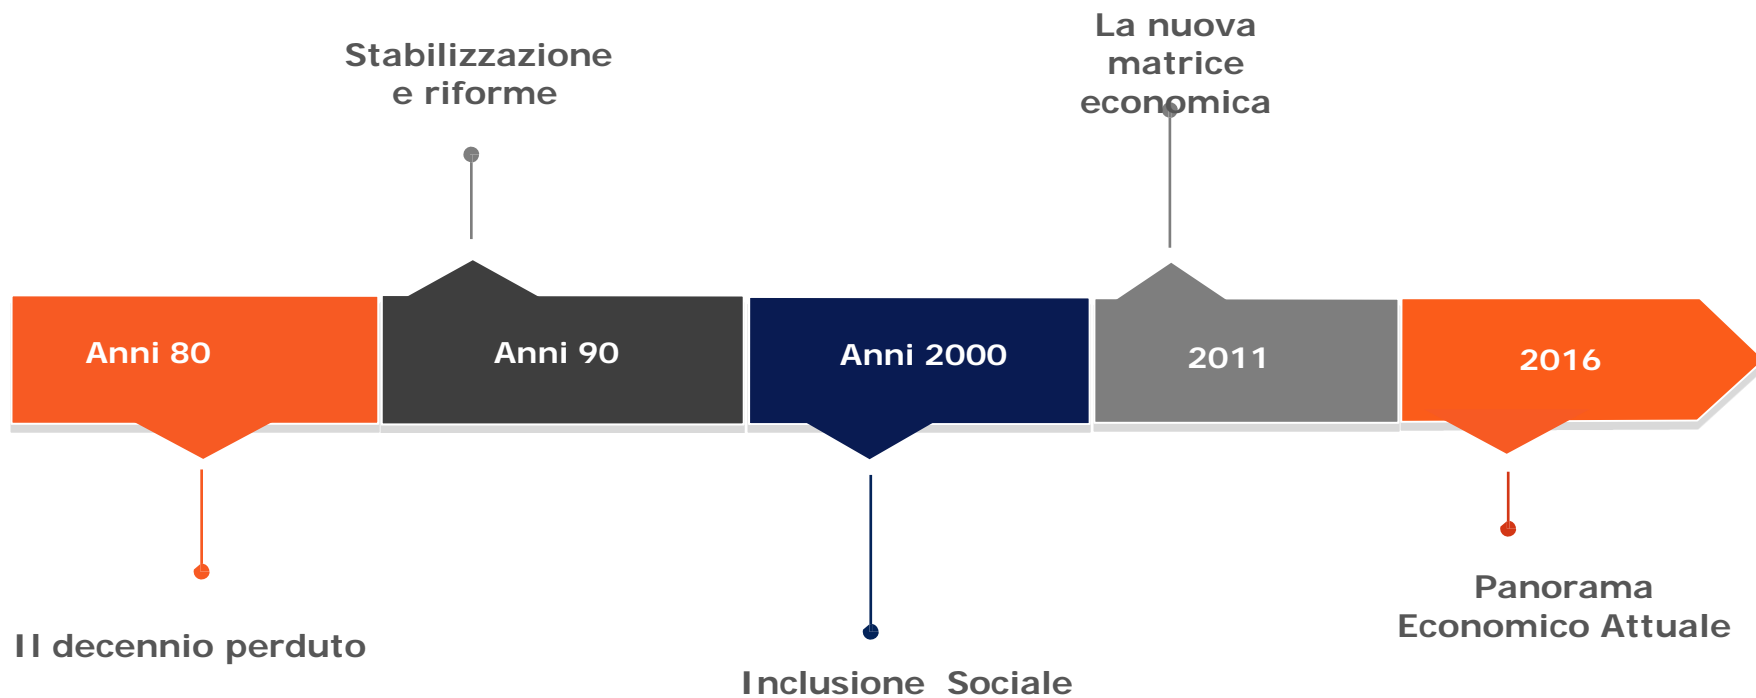 Stabilizzazione
e riforme
La nuova
matrice
economica
Anni 80
Anni 90
Anni 2000
2011
2016
Il decennio perduto
Inclusione Sociale
Panorama
Economico Attuale